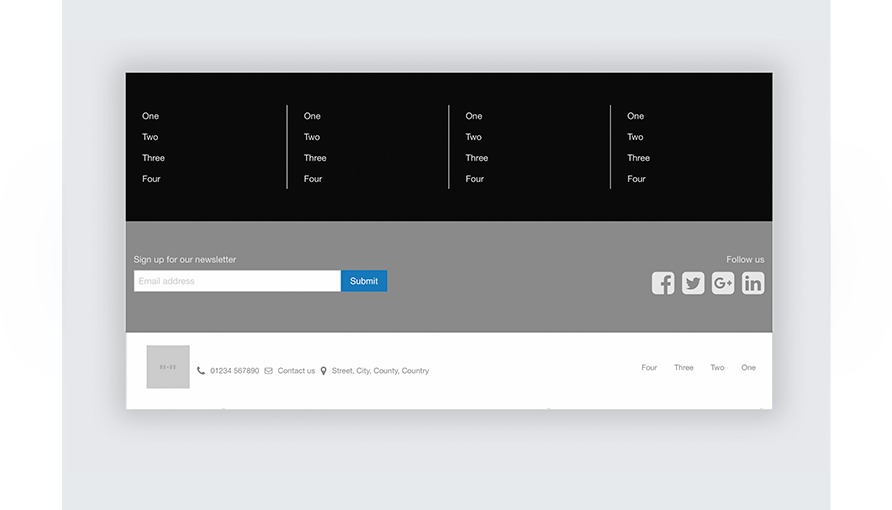 One
Two
Three
Four
One
Two
Three
Four
One
Two
Three
Four
One
Two
Three
Four
Sign up for our newsletter
Email address
Submit
Follow us
01234 567890
Contact us
Street, City, County, Country
Four
Three
Two
One